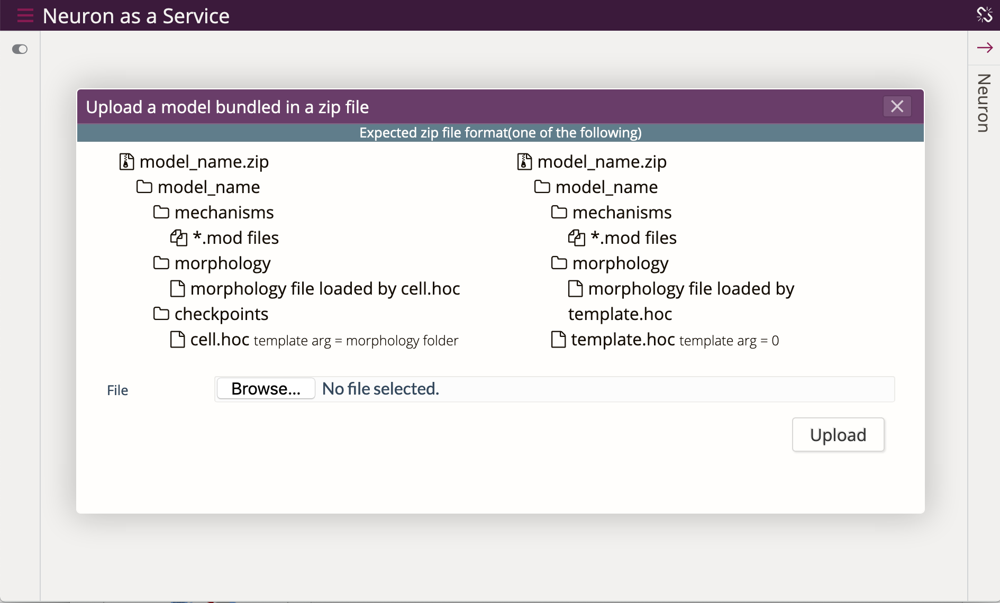 Neuron as a Service
Neuron
Upload a model bundled in a zip file
Expected zip file format(one of the following)
model_name.zip
model_name
mechanisms
*.mod files
morphology
morphology file loaded by cell.hoc
checkpoints
cell.hoc template arg = morphology folder
model_name.zip
model_name
mechanisms
*.mod files
morphology
morphology file loaded by
template.hoc
template.hoc template arg = 0
File
Browse...
No file selected.
Upload